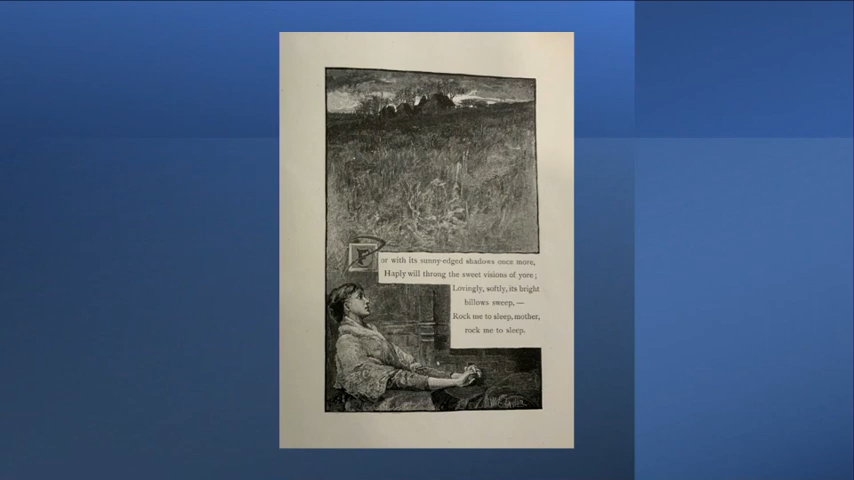 For with its sunny-edged shadows once more,
Haply will throng the sweet visions of yore;
Lovingly, softly, its bright
billows sweep,—
Rock me to sleep, mother,
rock me to sleep.